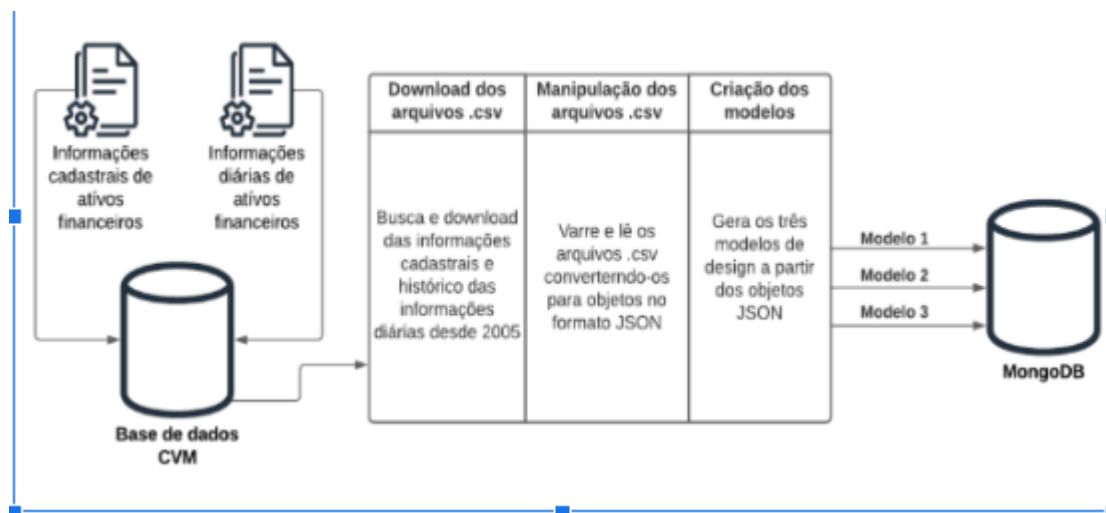 Informações
cadastrais de
ativos
financeiros
Informações
diárias de
ativos
financeiros
Base de dados
CVM
Download dos
arquivos .csv
Busca e download
das informações
cadastrais e
histórico das
informações
diárias desde 2005
Manipulação dos
arquivos .csv
Varre e lê os
arquivos .csv
converterndo-os
para objetos no
formato JSON
Criação dos
modelos
Gera os três
modelos de
design a partir
dos objetos
JSON
Modelo 1
Modelo 2
Modelo 3
MongoDB